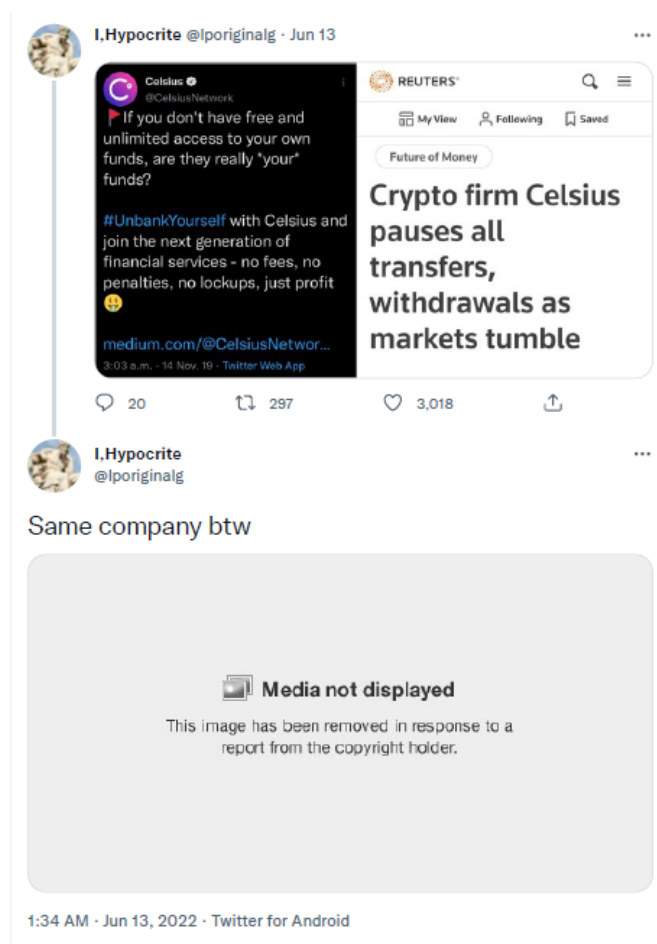 I,Hypocrite @lporiginalg · Jun 13
Celsius
@CelsiusNetwork
🚩If you don't have free and
unlimited access to your own
funds, are they really *your*
funds?
#UnbankYourself with Celsius and
join the next generation of
financial services - no fees, no
penalties, no lockups, just profit
🤑
medium.com/@CelsiusNetwor...
3:03 a.m. · 14 Nov. 19 · Twitter Web App
REUTERS
My View Following Saved
Future of Money
Crypto firm Celsius
pauses all
transfers,
withdrawals as
markets tumble
20 297 3,018
I,Hypocrite
@lporiginalg
Same company btw
Media not displayed
This image has been removed in response to a
report from the copyright holder.
1:34 AM · Jun 13, 2022 · Twitter for Android